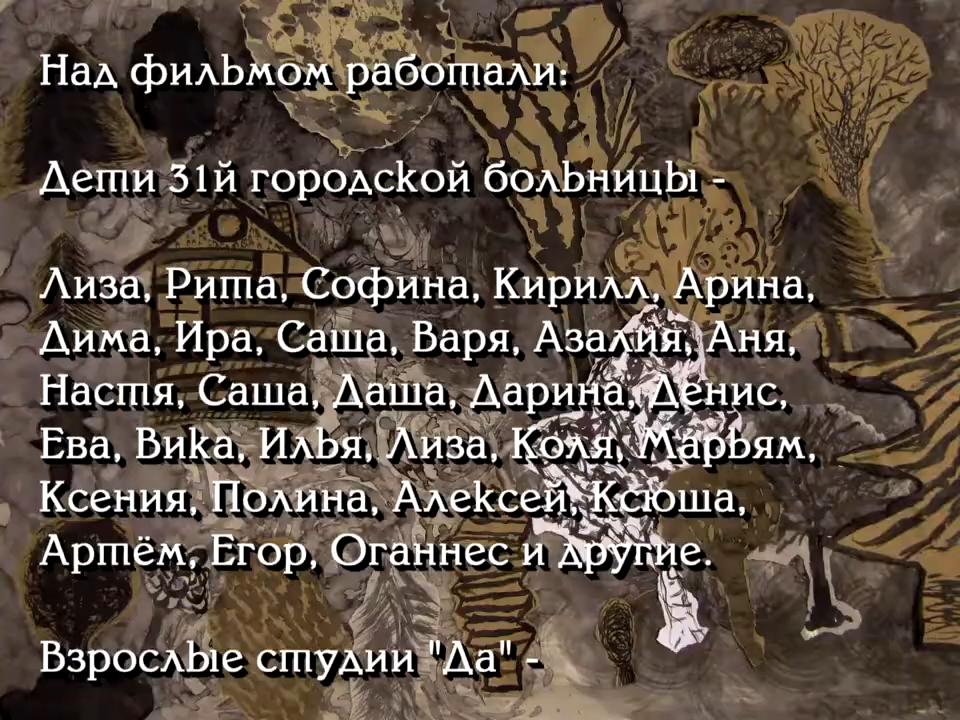 Над фильмом работали:
Дети 31й городской больницы -
Лиза, Рита, Софина, Кирилл, Арина,
Дима, Ира, Саша, Варя, Азалия, Аня,
Настя, Саша, Даша, Дарина, Денис,
Ева, Вика, Илья, Лиза, Коля, Марьям,
Ксения, Полина, Алексей, Ксюша,
Артём, Егор, Оганнес и другие.
Взрослые студии "Да" -